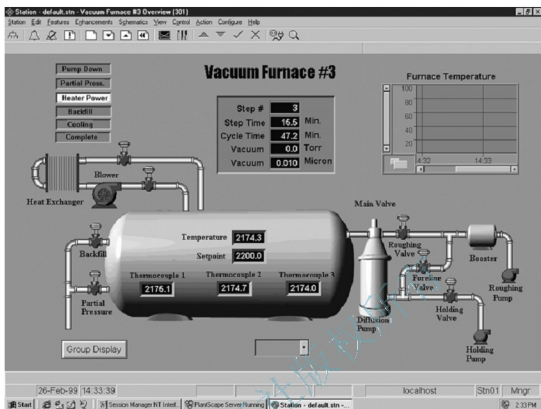 Station - default.stn - Vacuum Furnace #3 Overview (301)
Station Edit Features Enhancements Schematics View Control Action Configure Help
Vacuum Furnace #3
Pump Down
Partial Press.
Heater Power
Backfill
Cooling
Complete
Step # 3
Step Time 16.5 Min.
Cycle Time 47.2 Min.
Vacuum 0.0 Torr
Vacuum 0.010 Micron
Furnace Temperature
100
80
60
40
20
4:32 14:33
Blower
Heat Exchanger
Main Valve
Temperature 2174.3
Setpoint 2200.0
Thermocouple 1 Thermocouple 2 Thermocouple 3
2175.1 2174.7 2174.0
Backfill
Partial Pressure
Roughing Valve
Booster
Foreline Valve
Roughing Pump
Holding Valve
Diffusion Pump
Holding Pump
Group Display
26-Feb-99 14:33:39 localhost Stn01 Mngr
Start Session Manager NT Interf... PlantScape Server Running Station - default.stn -... 2:33 PM